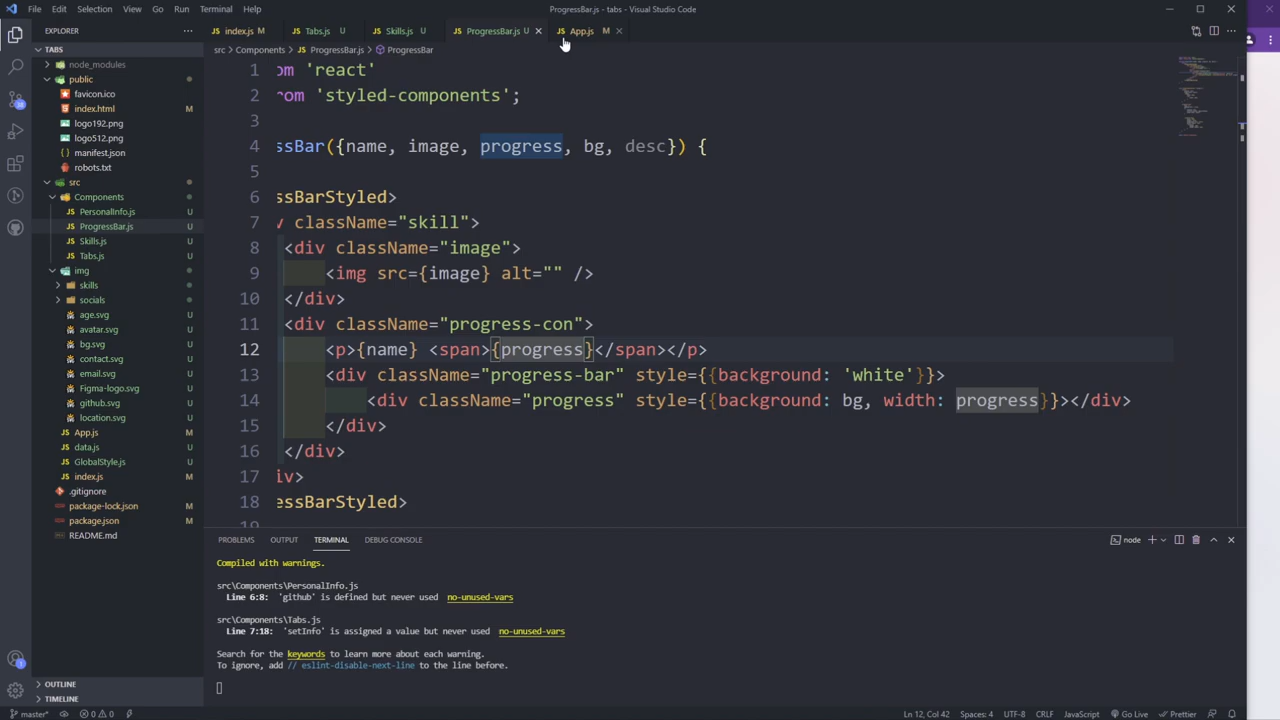 File Edit Selection View Go Run Terminal Help
ProgressBar.js - tabs - Visual Studio Code
EXPLORER
TABS
node_modules
public
favicon.ico
index.html M
logo192.png
logo512.png
manifest.json
robots.txt
src
Components
PersonalInfo.js U
ProgressBar.js U
Skills.js U
Tabs.js U
img
skills
socials
age.svg U
avatar.svg U
bg.svg U
contact.svg U
email.svg U
Figma-logo.svg U
github.svg U
location.svg U
App.js M
data.js U
GlobalStyle.js U
index.js M
.gitignore
package-lock.json M
package.json M
README.md
OUTLINE
TIMELINE
index.js M Tabs.js U Skills.js U ProgressBar.js U App.js M
src > Components > ProgressBar.js > ProgressBar
1 om 'react'
2 rom 'styled-components';
3
4 ssBar({name, image, progress, bg, desc}) {
5
6 ssBarStyled>
7 className="skill">
8 <div className="image">
9 <img src={image} alt="" />
10 </div>
11 <div className="progress-con">
12 <p>{name} <span>{progress}</span></p>
13 <div className="progress-bar" style={{background: 'white'}}>
14 <div className="progress" style={{background: bg, width: progress}}></div>
15 </div>
16 </div>
17 iv>
18 essBarStyled>
19
PROBLEMS OUTPUT TERMINAL DEBUG CONSOLE
node
Compiled with warnings.
src\Components\PersonalInfo.js
Line 6:8: 'github' is defined but never used no-unused-vars
src\Components\Tabs.js
Line 7:18: 'setInfo' is assigned a value but never used no-unused-vars
Search for the keywords to learn more about each warning.
To ignore, add // eslint-disable-next-line to the line before.
master* 0 0 Ln 12, Col 42 Spaces: 4 UTF-8 CRLF JavaScript Go Live Prettier